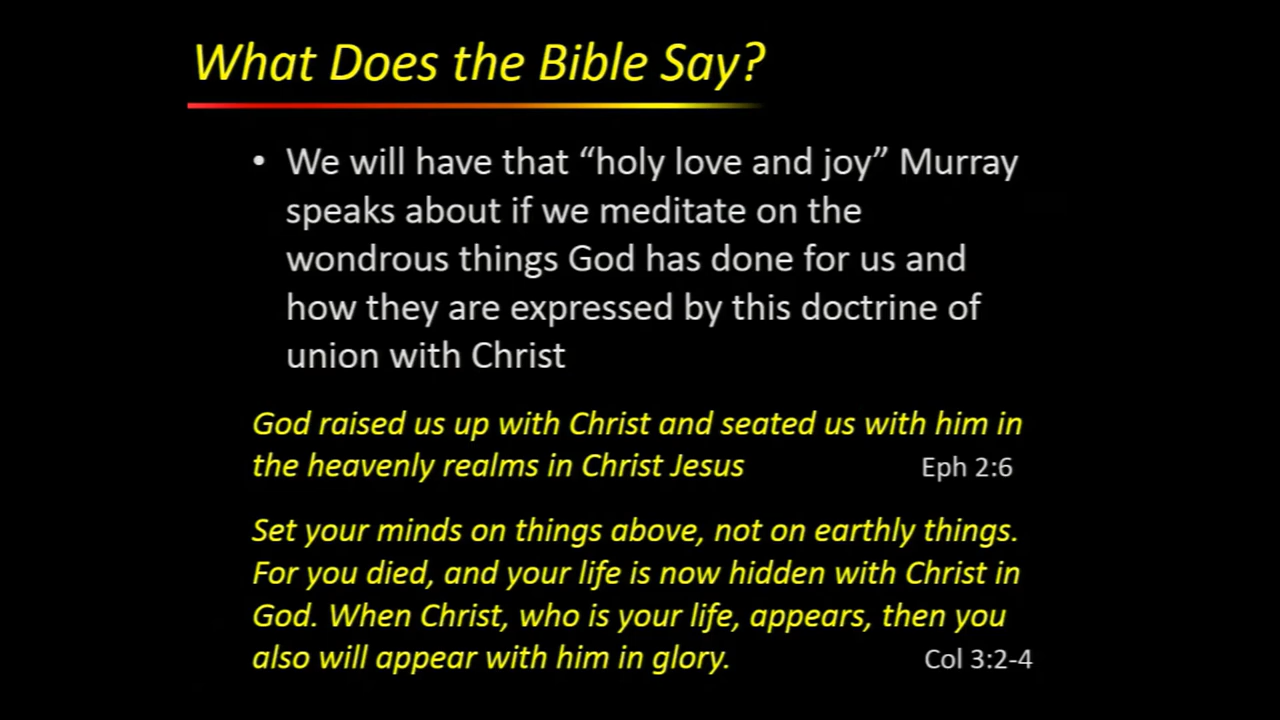 What Does the Bible Say?
• We will have that “holy love and joy” Murray
speaks about if we meditate on the
wondrous things God has done for us and
how they are expressed by this doctrine of
union with Christ
God raised us up with Christ and seated us with him in
the heavenly realms in Christ Jesus Eph 2:6
Set your minds on things above, not on earthly things.
For you died, and your life is now hidden with Christ in
God. When Christ, who is your life, appears, then you
also will appear with him in glory. Col 3:2-4